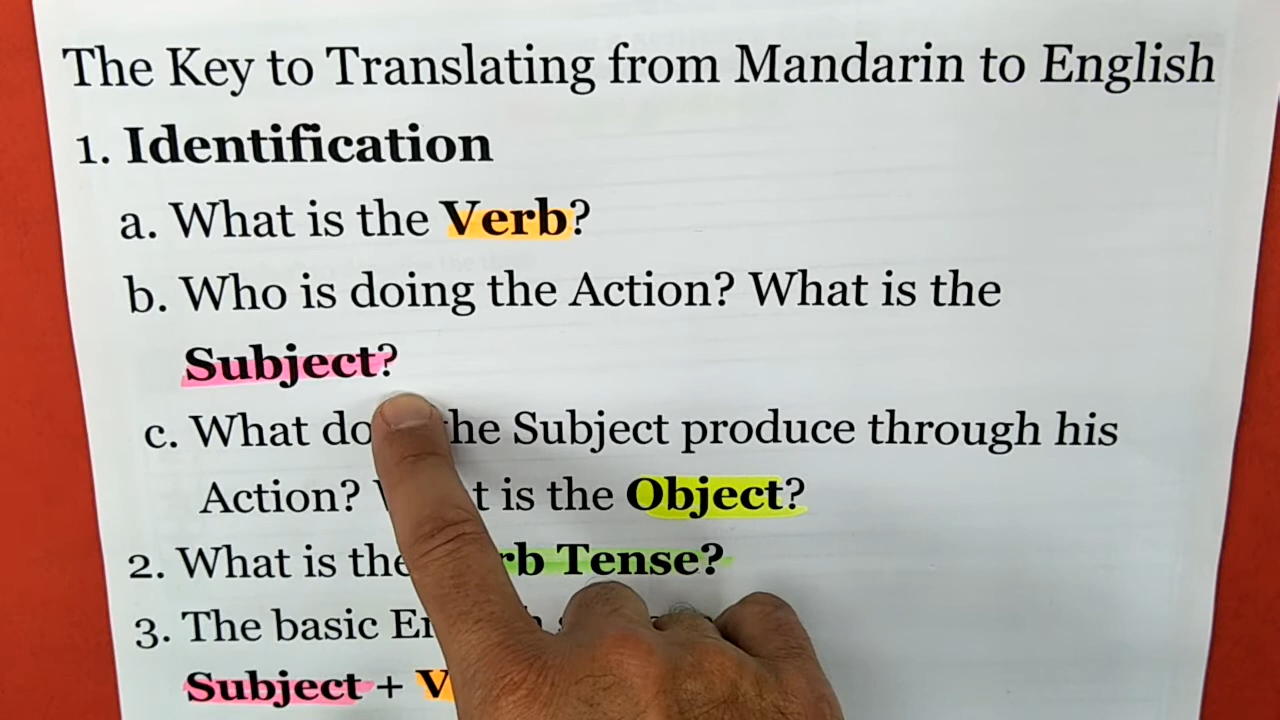 The Key to Translating from Mandarin to English
1. Identification
a. What is the Verb?
b. Who is doing the Action? What is the
Subject?
c. What do he Subject produce through his
Action? t is the Object?
2. What is the rb Tense?
3. The basic
Subject + V